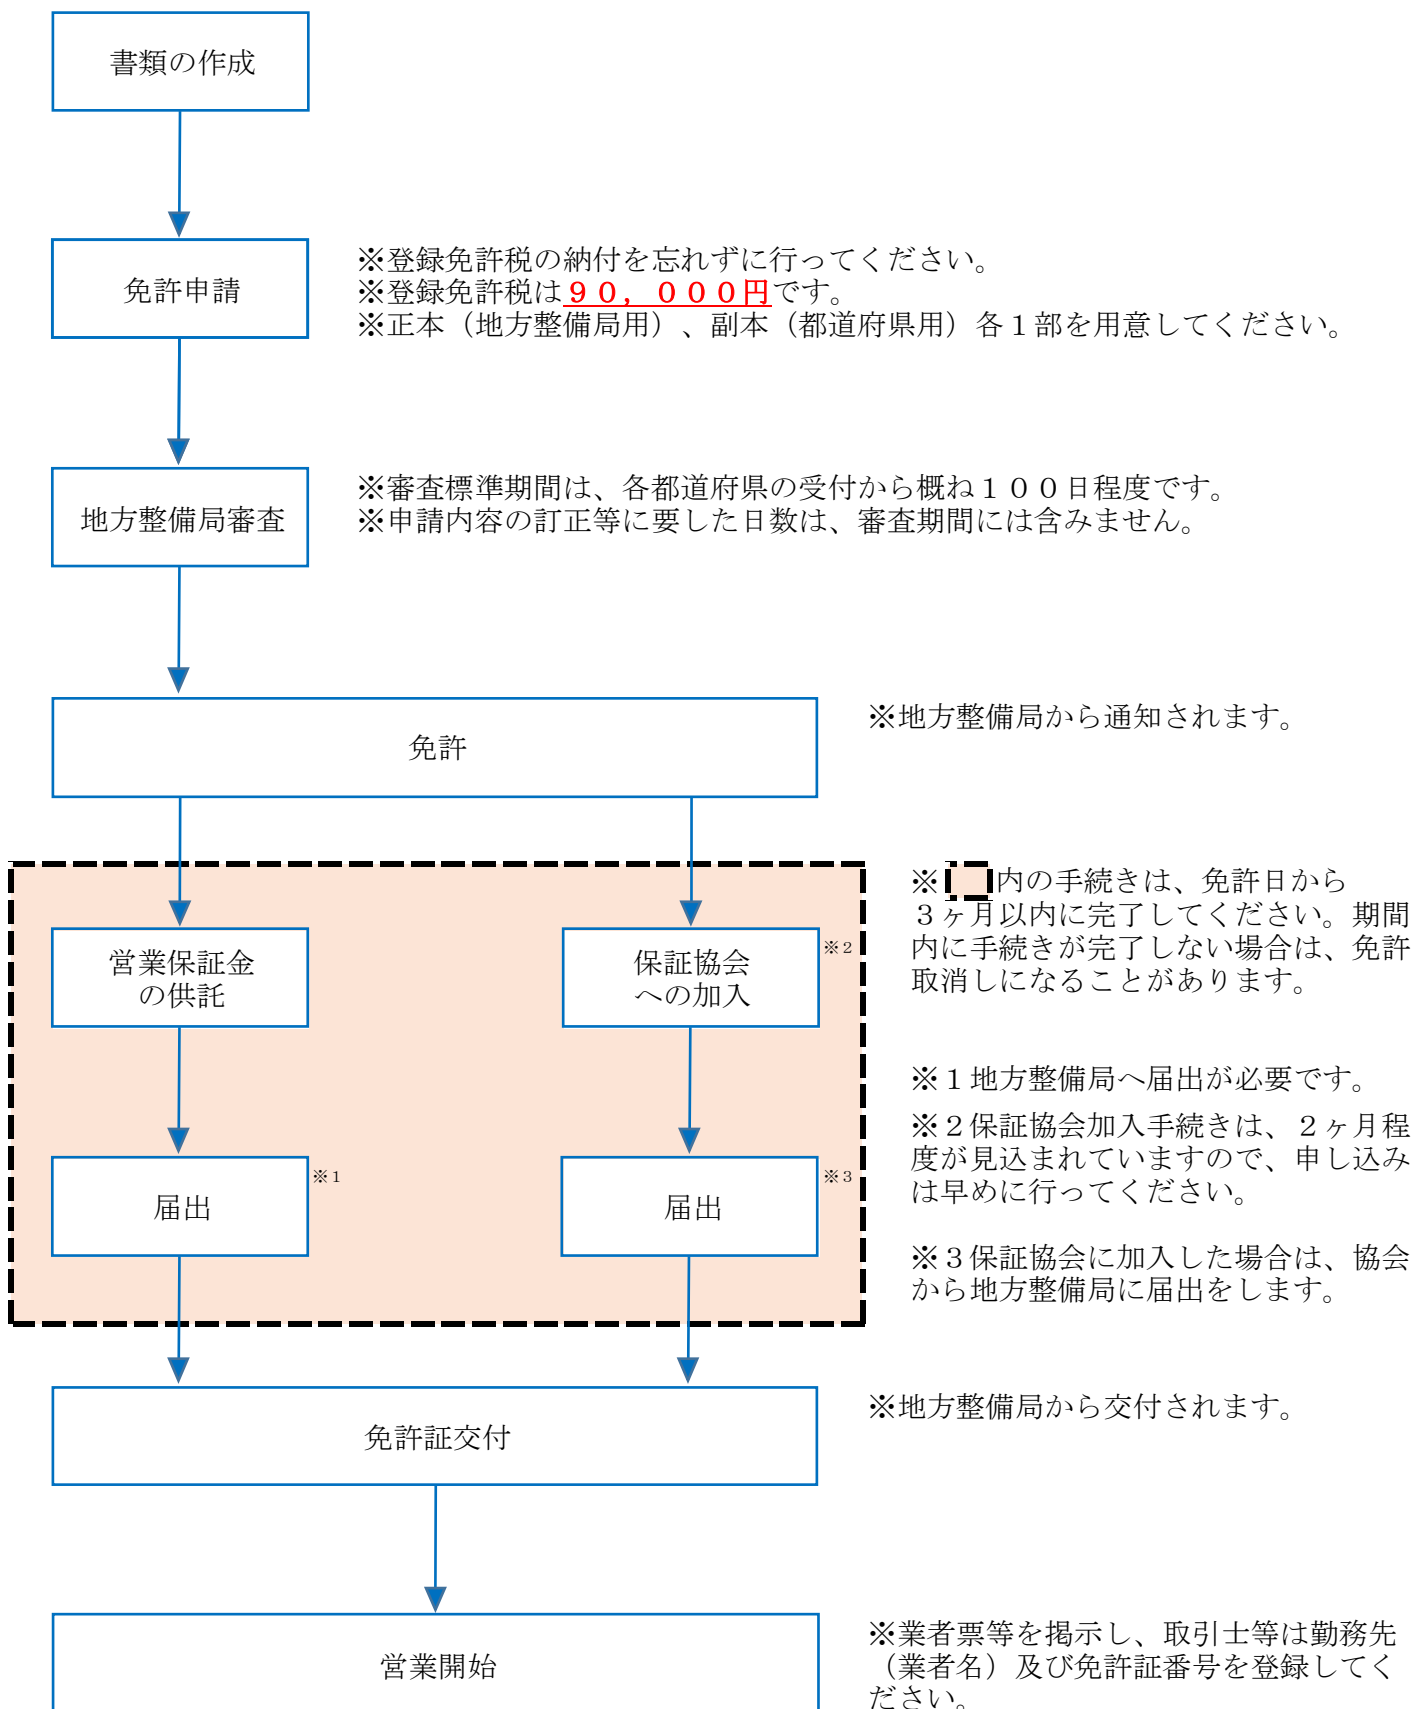 書類の作成
免許申請
※登録免許税の納付を忘れずに行ってください。
※登録免許税は９０，０００円です。
※正本（地方整備局用）、副本（都道府県用）各１部を用意してください。
地方整備局審査
※審査標準期間は、各都道府県の受付から概ね１００日程度です。
※申請内容の訂正等に要した日数は、審査期間には含みません。
免許
※地方整備局から通知されます。
営業保証金
の供託
保証協会
への加入
※２
※　内の手続きは、免許日から
３ヶ月以内に完了してください。期間
内に手続きが完了しない場合は、免許
取消しになることがあります。
届出
※１
届出
※３
※１地方整備局へ届出が必要です。
※２保証協会加入手続きは、２ヶ月程
度が見込まれていますので、申し込み
は早めに行ってください。
※３保証協会に加入した場合は、協会
から地方整備局に届出をします。
免許証交付
※地方整備局から交付されます。
営業開始
※業者票等を掲示し、取引士等は勤務先
（業者名）及び免許証番号を登録してく
ださい。